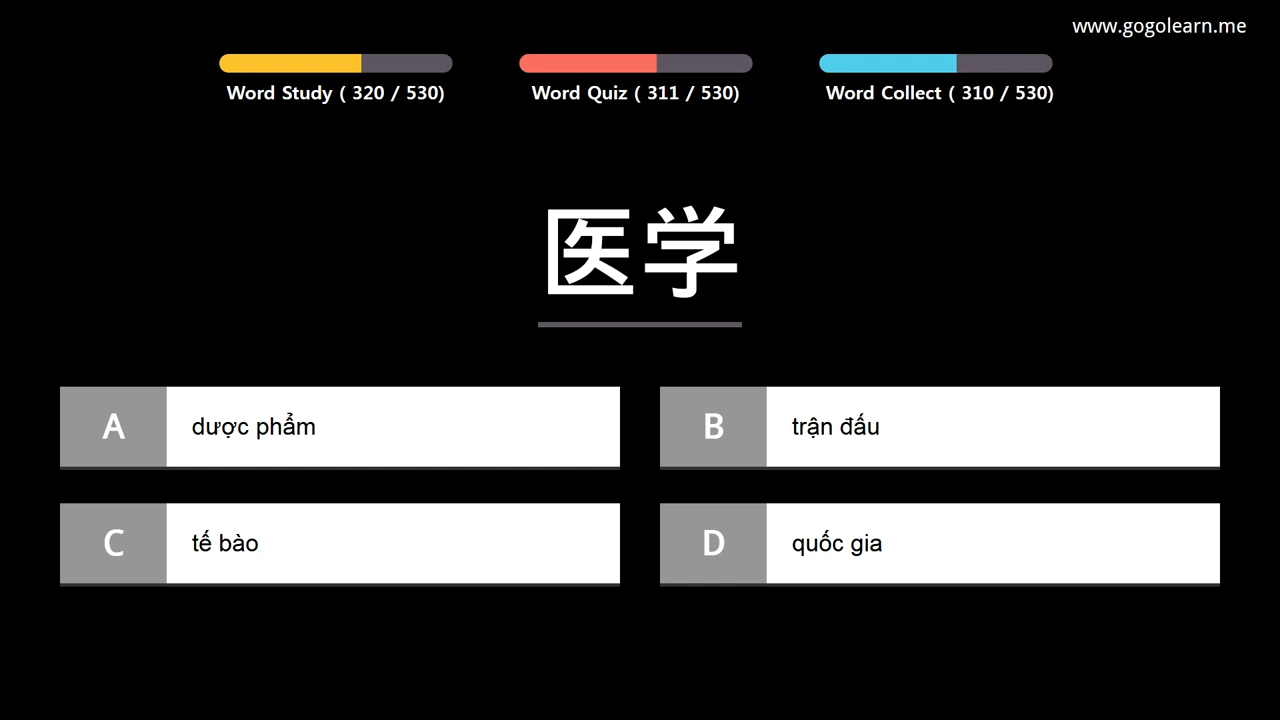 www.gogolearn.me
Word Study ( 320 / 530)
Word Quiz ( 311 / 530)
Word Collect ( 310 / 530)
医学
A dược phẩm
B trận đấu
C tế bào
D quốc gia